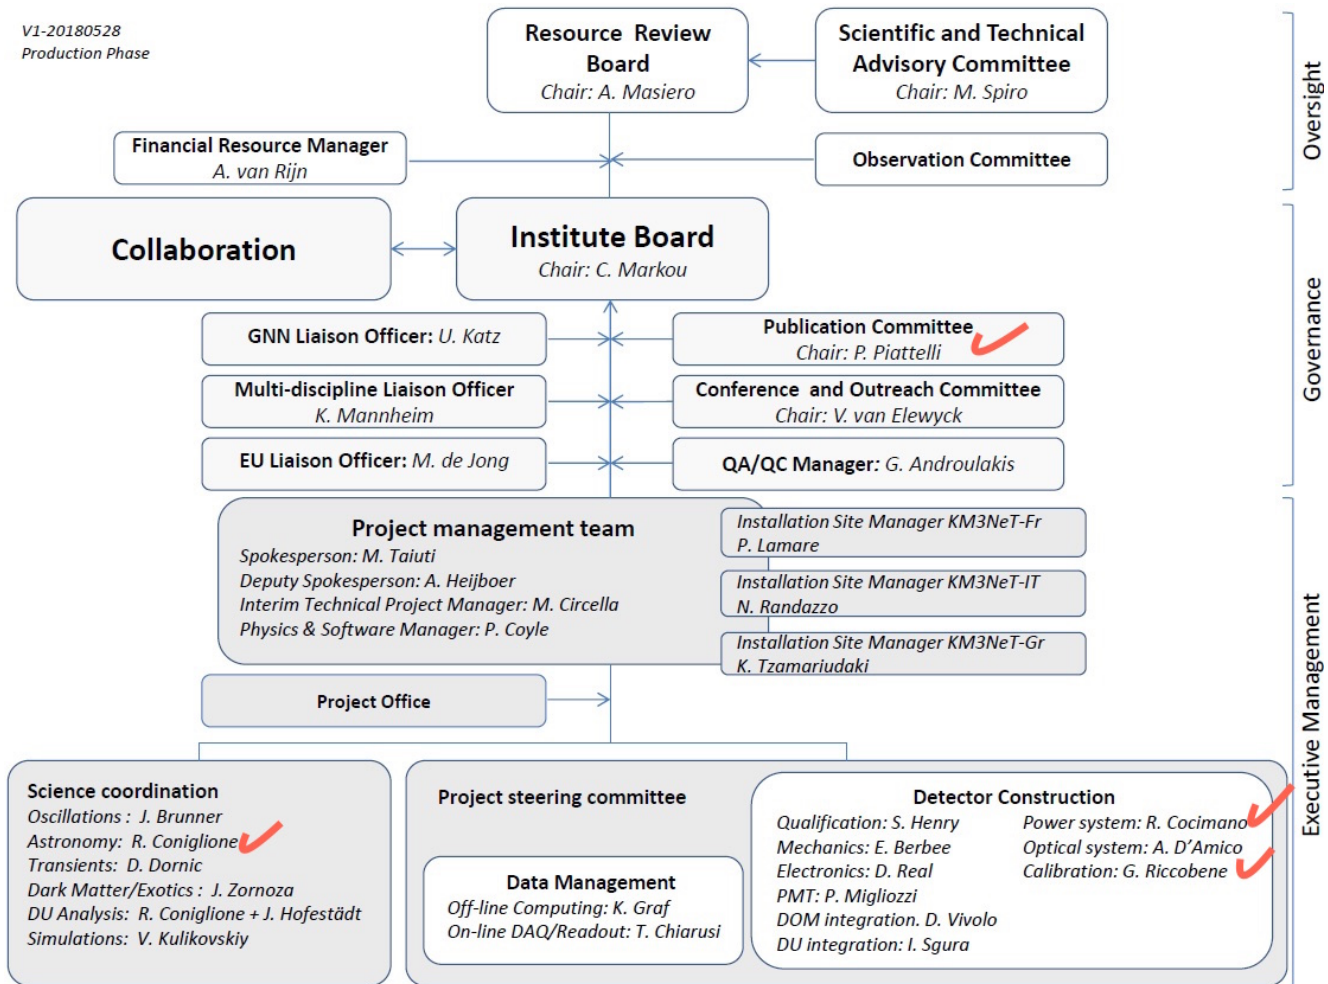 V1-20180528
Production Phase
Resource Review
Board
Chair: A. Masiero
Scientific and Technical
Advisory Committee
Chair: M. Spiro
Oversight
Financial Resource Manager
A. van Rijn
Observation Committee
Collaboration
Institute Board
Chair: C. Markou
Governance
GNN Liaison Officer: U. Katz
Publication Committee
Chair: P. Piattelli
Multi-discipline Liaison Officer
K. Mannheim
Conference and Outreach Committee
Chair: V. van Elewyck
EU Liaison Officer: M. de Jong
QA/QC Manager: G. Androulakis
Project management team
Spokesperson: M. Taiuti
Deputy Spokesperson: A. Heijboer
Interim Technical Project Manager: M. Circella
Physics & Software Manager: P. Coyle
Installation Site Manager KM3NeT-Fr
P. Lamare
Installation Site Manager KM3NeT-IT
N. Randazzo
Installation Site Manager KM3NeT-Gr
K. Tzamariudaki
Executive Management
Project Office
Science coordination
Oscillations : J. Brunner
Astronomy: R. Coniglione
Transients: D. Dornic
Dark Matter/Exotics : J. Zornoza
DU Analysis: R. Coniglione + J. Hofestädt
Simulations: V. Kulikovskiy
Project steering committee
Data Management
Off-line Computing: K. Graf
On-line DAQ/Readout: T. Chiarusi
Detector Construction
Qualification: S. Henry
Mechanics: E. Berbee
Electronics: D. Real
PMT: P. Migliozzi
DOM integration. D. Vivolo
DU integration: I. Sgura
Power system: R. Cocimano
Optical system: A. D'Amico
Calibration: G. Riccobene